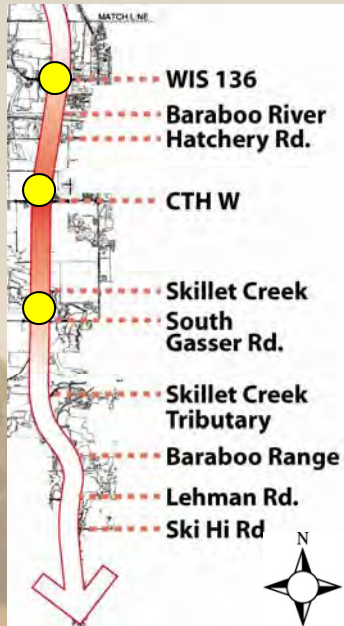 MATCH LINE
WIS 136
Baraboo River
Hatchery Rd.
CTH W
Skillet Creek
South
Gasser Rd.
Skillet Creek
Tributary
Baraboo Range
Lehman Rd.
Ski Hi Rd
N